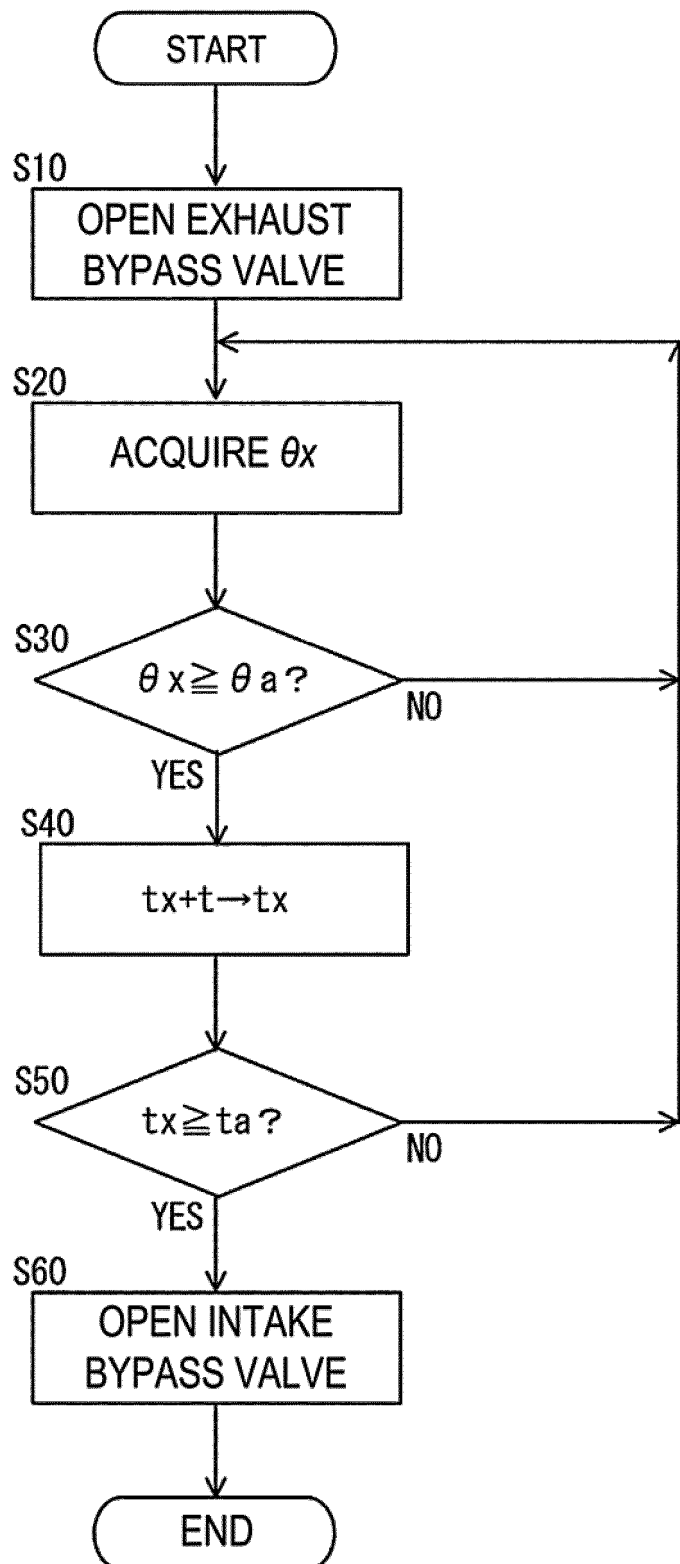 START
S10
OPEN EXHAUST
BYPASS VALVE
S20
ACQUIRE θx
S30
θx≧θa?
NO
YES
S40
tx+t→tx
S50
tx≧ta?
NO
YES
S60
OPEN INTAKE
BYPASS VALVE
END